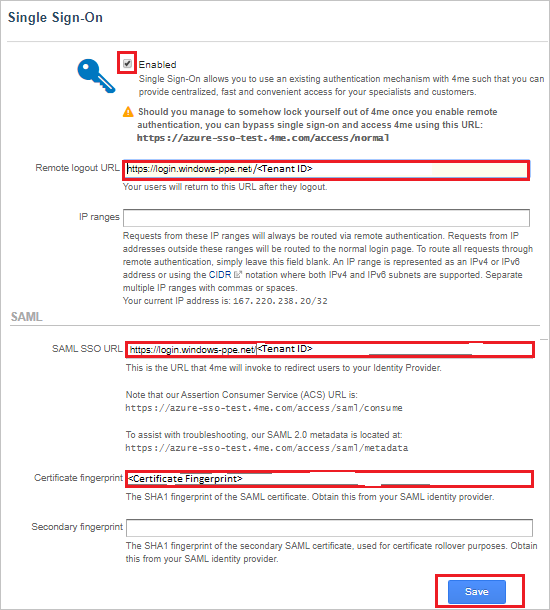 Single Sign-On
Enabled
Single Sign-On allows you to use an existing authentication mechanism with 4me such that you can
provide centralized, fast and convenient access for your specialists and customers.
Should you manage to somehow lock yourself out of 4me once you enable remote
authentication, you can bypass single sign-on and access 4me using this URL:
https://azure-sso-test.4me.com/access/normal
Remote logout URL https://login.windows-ppe.net/<Tenant ID>
Your users will return to this URL after they logout.
IP ranges
Requests from these IP ranges will always be routed via remote authentication. Requests from IP
addresses outside these ranges will be routed to the normal login page. To route all requests through
remote authentication, simply leave this field blank. An IP range is represented as an IPv4 or IPv6
address or using the CIDR notation where both IPv4 and IPv6 subnets are supported. Separate
multiple IP ranges with commas or spaces.
Your current IP address is: 167.220.238.20/32
SAML
SAML SSO URL https://login.windows-ppe.net/<Tenant ID>
This is the URL that 4me will invoke to redirect users to your Identity Provider.
Note that our Assertion Consumer Service (ACS) URL is:
https://azure-sso-test.4me.com/access/saml/consume
To assist with troubleshooting, our SAML 2.0 metadata is located at:
https://azure-sso-test.4me.com/access/saml/metadata
Certificate fingerprint <Certificate Fingerprint>
The SHA1 fingerprint of the SAML certificate. Obtain this from your SAML identity provider.
Secondary fingerprint
The SHA1 fingerprint of the secondary SAML certificate, used for certificate rollover purposes. Obtain
this from your SAML identity provider.
Save